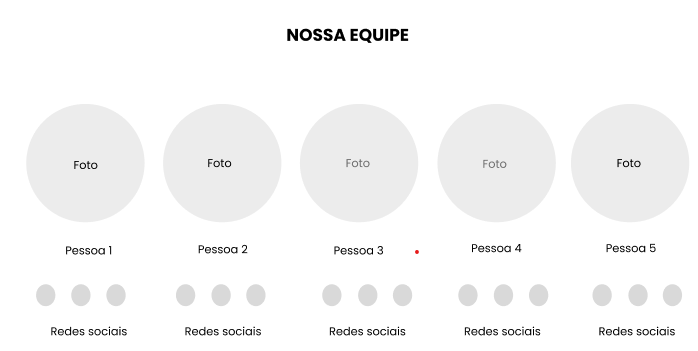 NOSSA EQUIPE
Foto Foto Foto Foto Foto
Pessoa 1 Pessoa 2 Pessoa 3 Pessoa 4 Pessoa 5
Redes sociais Redes sociais Redes sociais Redes sociais Redes sociais